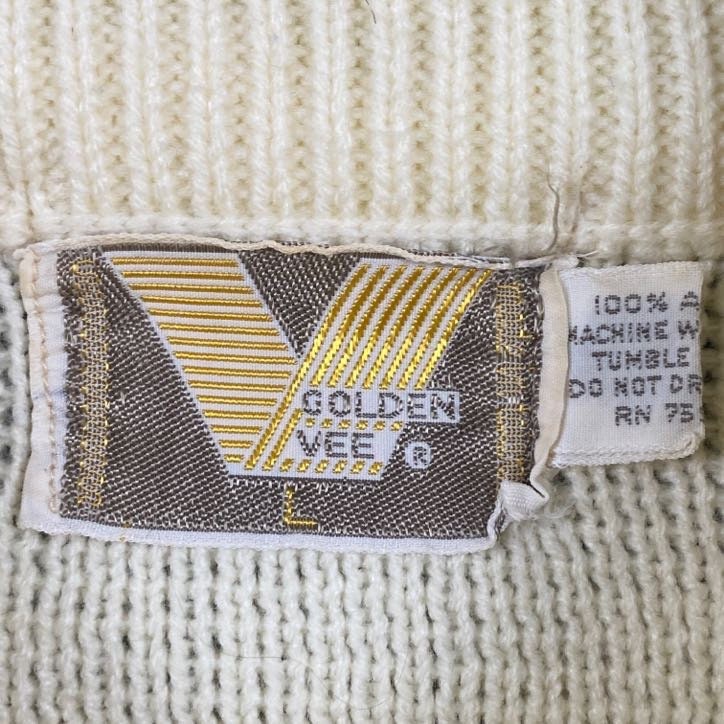 GOLDEN
VEE ®
L
100% A
MACHINE W
TUMBLE
DO NOT DR
RN 75